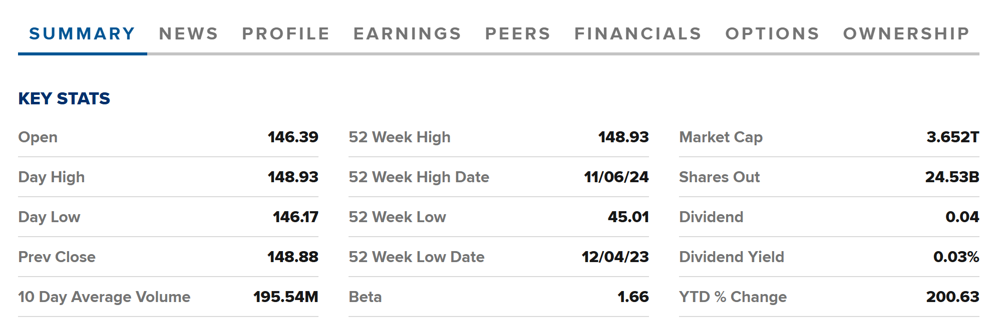 SUMMARY NEWS PROFILE EARNINGS PEERS FINANCIALS OPTIONS OWNERSHIP
KEY STATS
Open 146.39
Day High 148.93
Day Low 146.17
Prev Close 148.88
10 Day Average Volume 195.54M
52 Week High 148.93
52 Week High Date 11/06/24
52 Week Low 45.01
52 Week Low Date 12/04/23
Beta 1.66
Market Cap 3.652T
Shares Out 24.53B
Dividend 0.04
Dividend Yield 0.03%
YTD % Change 200.63